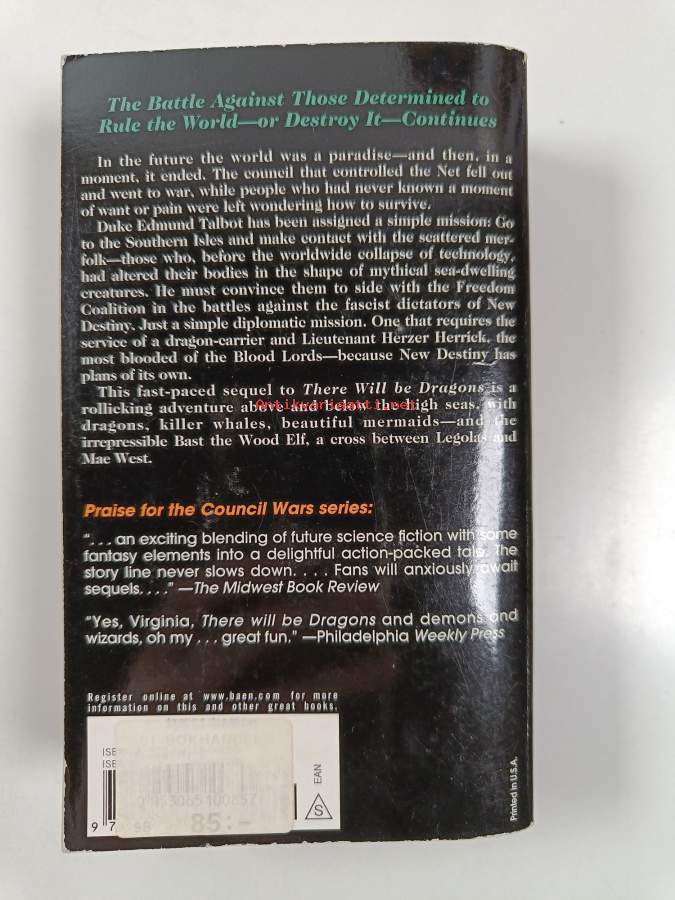 The Battle Against Those Determined to
Rule the World—or Destroy It—Continues
In the future the world was a paradise—and then, in a
moment, it ended. The council that controlled the Net fell out
and went to war, while people who had never known a moment
of want or pain were left wondering how to survive.
Duke Edmund Talbot has been assigned a simple mission: Go
to the Southern Isles and make contact with the scattered mer-
folk—those who, before the worldwide collapse of technology,
had altered their bodies in the shape of mythical sea-dwelling
creatures. He must convince them to side with the Freedom
Coalition in the battles against the fascist dictators of New
Destiny. Just a simple diplomatic mission. One that requires the
service of a dragon-carrier and Lieutenant Herzer Herrick, the
most blooded of the Blood Lords—because New Destiny has
plans of its own.
This fast-paced sequel to There Will be Dragons is a
rollicking adventure above and below the high seas, with
dragons, killer whales, beautiful mermaids—and the
irrepressible Bast the Wood Elf, a cross between Legolas and
Mae West.
Antikvariaatti.net
Praise for the Council Wars series:
“. . . an exciting blending of future science fiction with some
fantasy elements into a delightful action-packed tale. The
story line never slows down. . . . Fans will anxiously await
sequels. . . .” —The Midwest Book Review
“Yes, Virginia, There will be Dragons and demons and
wizards, oh my . . . great fun.” —Philadelphia Weekly Press
Register online at www.baen.com for more
information on this and other great books.
ISB
ISB
EAN
S
9 7
85:-
Printed in U.S.A.